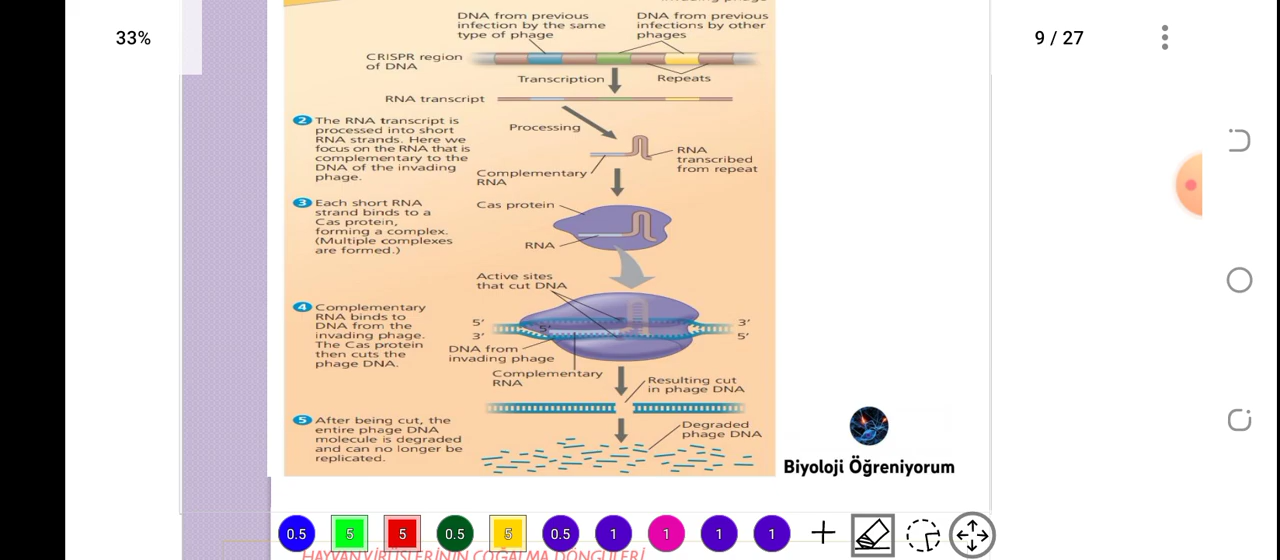 33%
9 / 27
invading phage
DNA from previous
infection by the same
type of phage
DNA from previous
infections by other
phages
CRISPR region
of DNA
Transcription
Repeats
RNA transcript
2 The RNA transcript is
processed into short
RNA strands. Here we
focus on the RNA that is
complementary to the
DNA of the invading
phage.
Processing
RNA
transcribed
from repeat
Complementary
RNA
3 Each short RNA
strand binds to a
Cas protein,
forming a complex.
(Multiple complexes
are formed.)
Cas protein
RNA
Active sites
that cut DNA
4 Complementary
RNA binds to
DNA from the
invading phage.
The Cas protein
then cuts the
phage DNA.
5'
3'
5'
3'
5'
DNA from
invading phage
Complementary
RNA
Resulting cut
in phage DNA
5 After being cut, the
entire phage DNA
molecule is degraded
and can no longer be
replicated.
Degraded
phage DNA
Biyoloji Öğreniyorum
0.5 5 5 0.5 5 0.5 1 1 1 1
HAYVAN VİRÜSLERİNİN ÇOĞALMA DÖNGÜLERİ